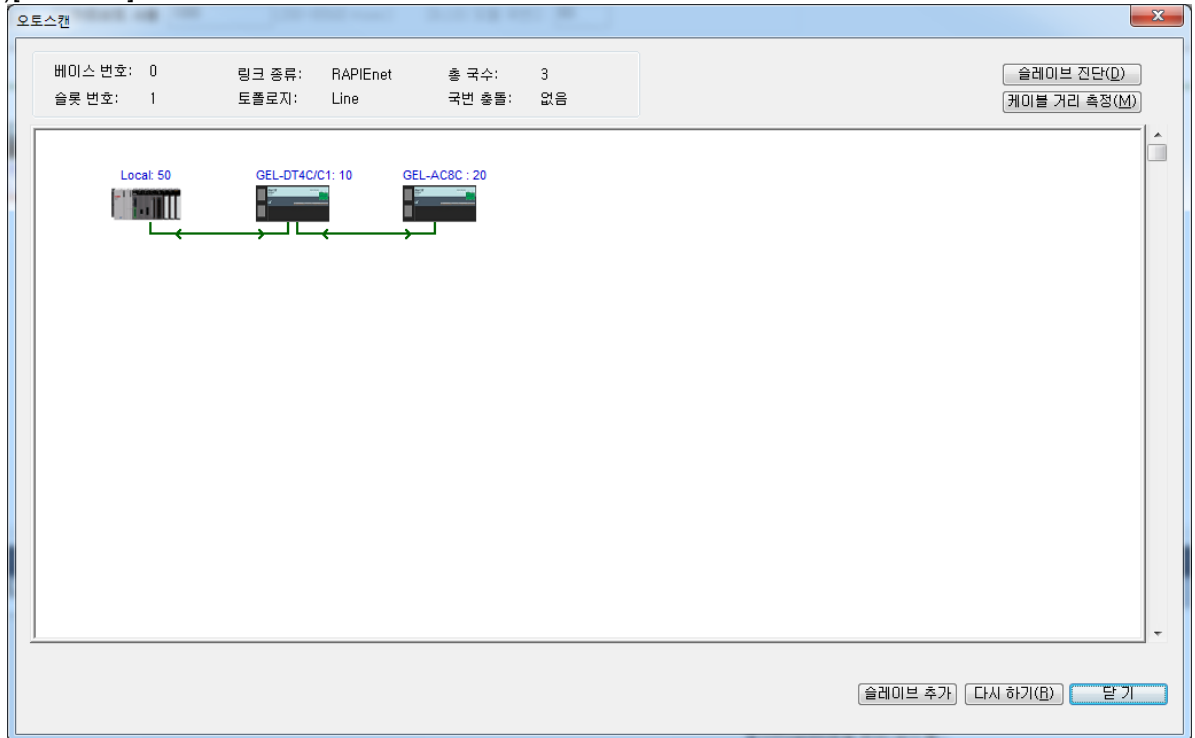 오토스캔
베이스 번호: 0 링크 종류: RAPIEnet 총 국수: 3 슬레이브 진단(D)
슬롯 번호: 1 토폴로지: Line 국번 충돌: 없음 케이블 거리 측정(M)
Local: 50 GEL-DT4C/C1: 10 GEL-AC8C : 20
슬레이브 추가 다시 하기(R) 닫 기